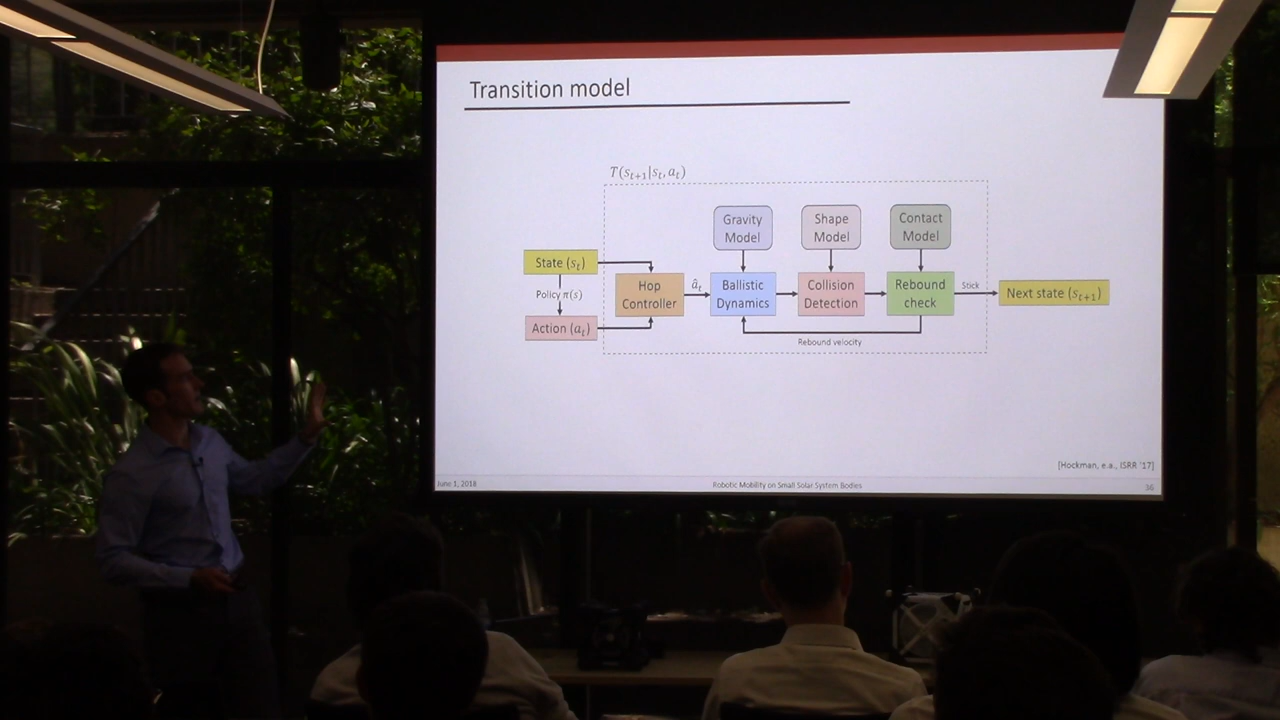 Transition model
T(s_{t+1}|s_t, a_t)
Gravity
Model
Shape
Model
Contact
Model
State (s_t)
Policy π(s)
Action (a_t)
Hop
Controller
â_t
Ballistic
Dynamics
Collision
Detection
Rebound
check
Stick
Next state (s_{t+1})
Rebound velocity
[Hockman, e.a., ISRR '17]
June 1, 2018
Robotic Mobility on Small Solar System Bodies
36